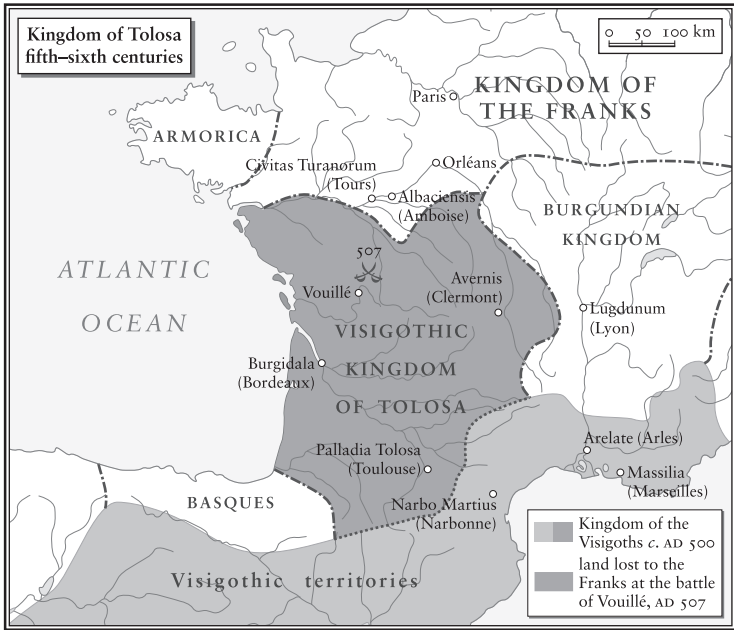 Kingdom of Tolosa
fifth–sixth centuries
0 50 100 km
KINGDOM OF
THE FRANKS
Paris
ARMORICA
Civitas Turanorum
(Tours)
Orléans
Albaciensis
(Amboise)
BURGUNDIAN
KINGDOM
ATLANTIC
OCEAN
507
Vouillé
Avernis
(Clermont)
Lugdunum
(Lyon)
VISIGOTHIC
KINGDOM
OF TOLOSA
Burgidala
(Bordeaux)
Palladia Tolosa
(Toulouse)
Arelate (Arles)
Massilia
(Marseilles)
BASQUES
Narbo Martius
(Narbonne)
Visigothic territories
Kingdom of the
Visigoths c. AD 500
land lost to the
Franks at the battle
of Vouillé, AD 507